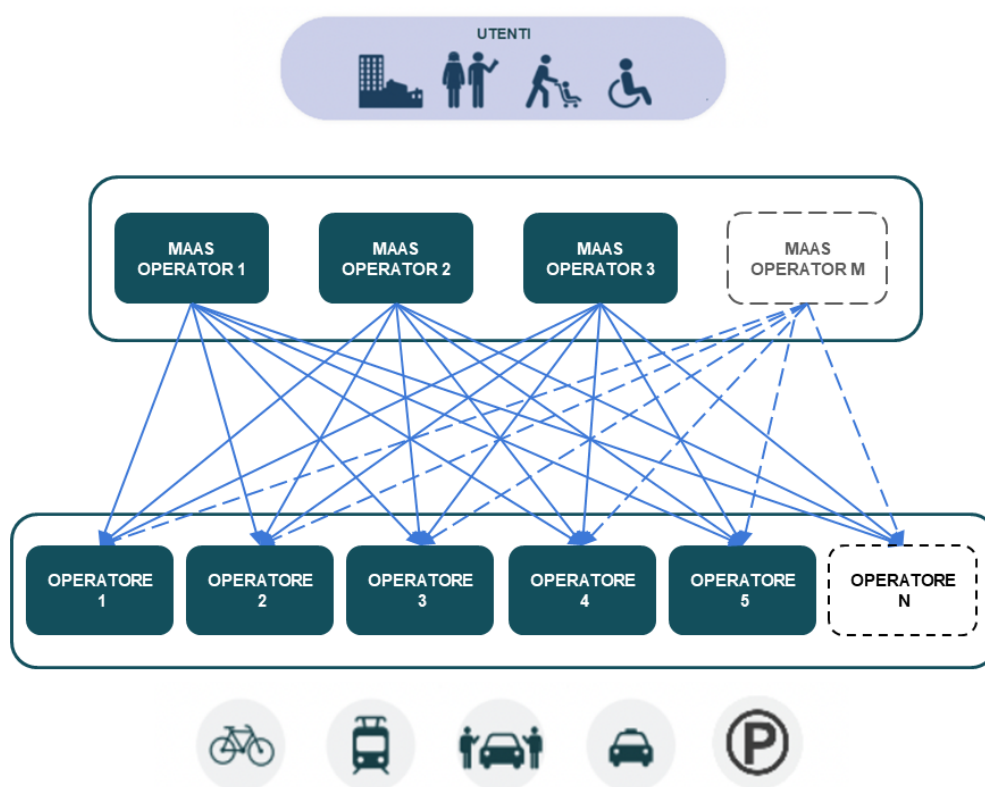 UTENTI
MAAS
OPERATOR 1
MAAS
OPERATOR 2
MAAS
OPERATOR 3
MAAS
OPERATOR M
OPERATORE
1
OPERATORE
2
OPERATORE
3
OPERATORE
4
OPERATORE
5
OPERATORE
N
P